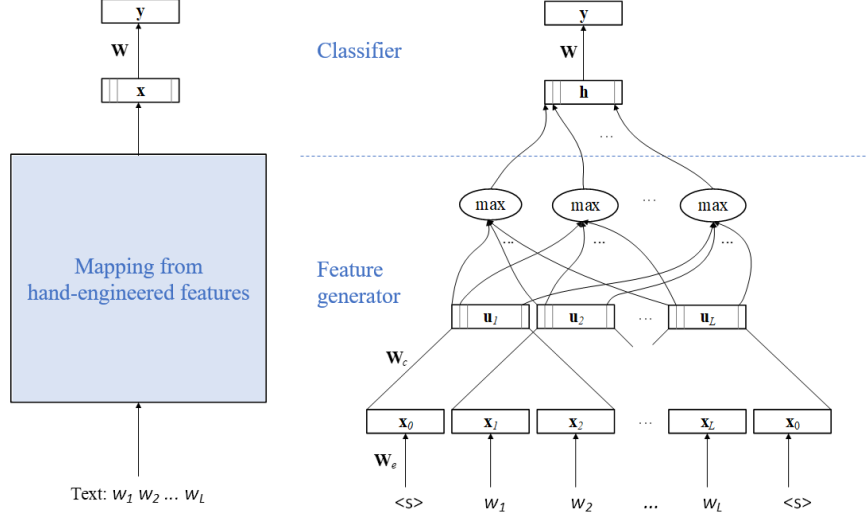 y
W
x
Mapping from
hand-engineered features
Text: w1 w2 ... wL
y
Classifier
W
h
...
max max ... max
... ... ...
Feature
generator
u1 u2 ... uL
Wc
x0 x1 x2 ... xL x0
We
<s> w1 w2 ... wL <s>